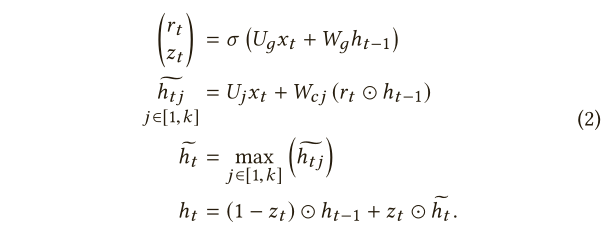 (r_t z_t) = σ (U_g x_t + W_g h_{t−1})
\widetilde{h_{tj}} = U_j x_t + W_{cj} (r_t ⊙ h_{t−1})
j∈[1,k]
(2)
\widetilde{h_t} = max (\widetilde{h_{tj}})
j∈[1,k]
h_t = (1 − z_t) ⊙ h_{t−1} + z_t ⊙ \widetilde{h_t}.